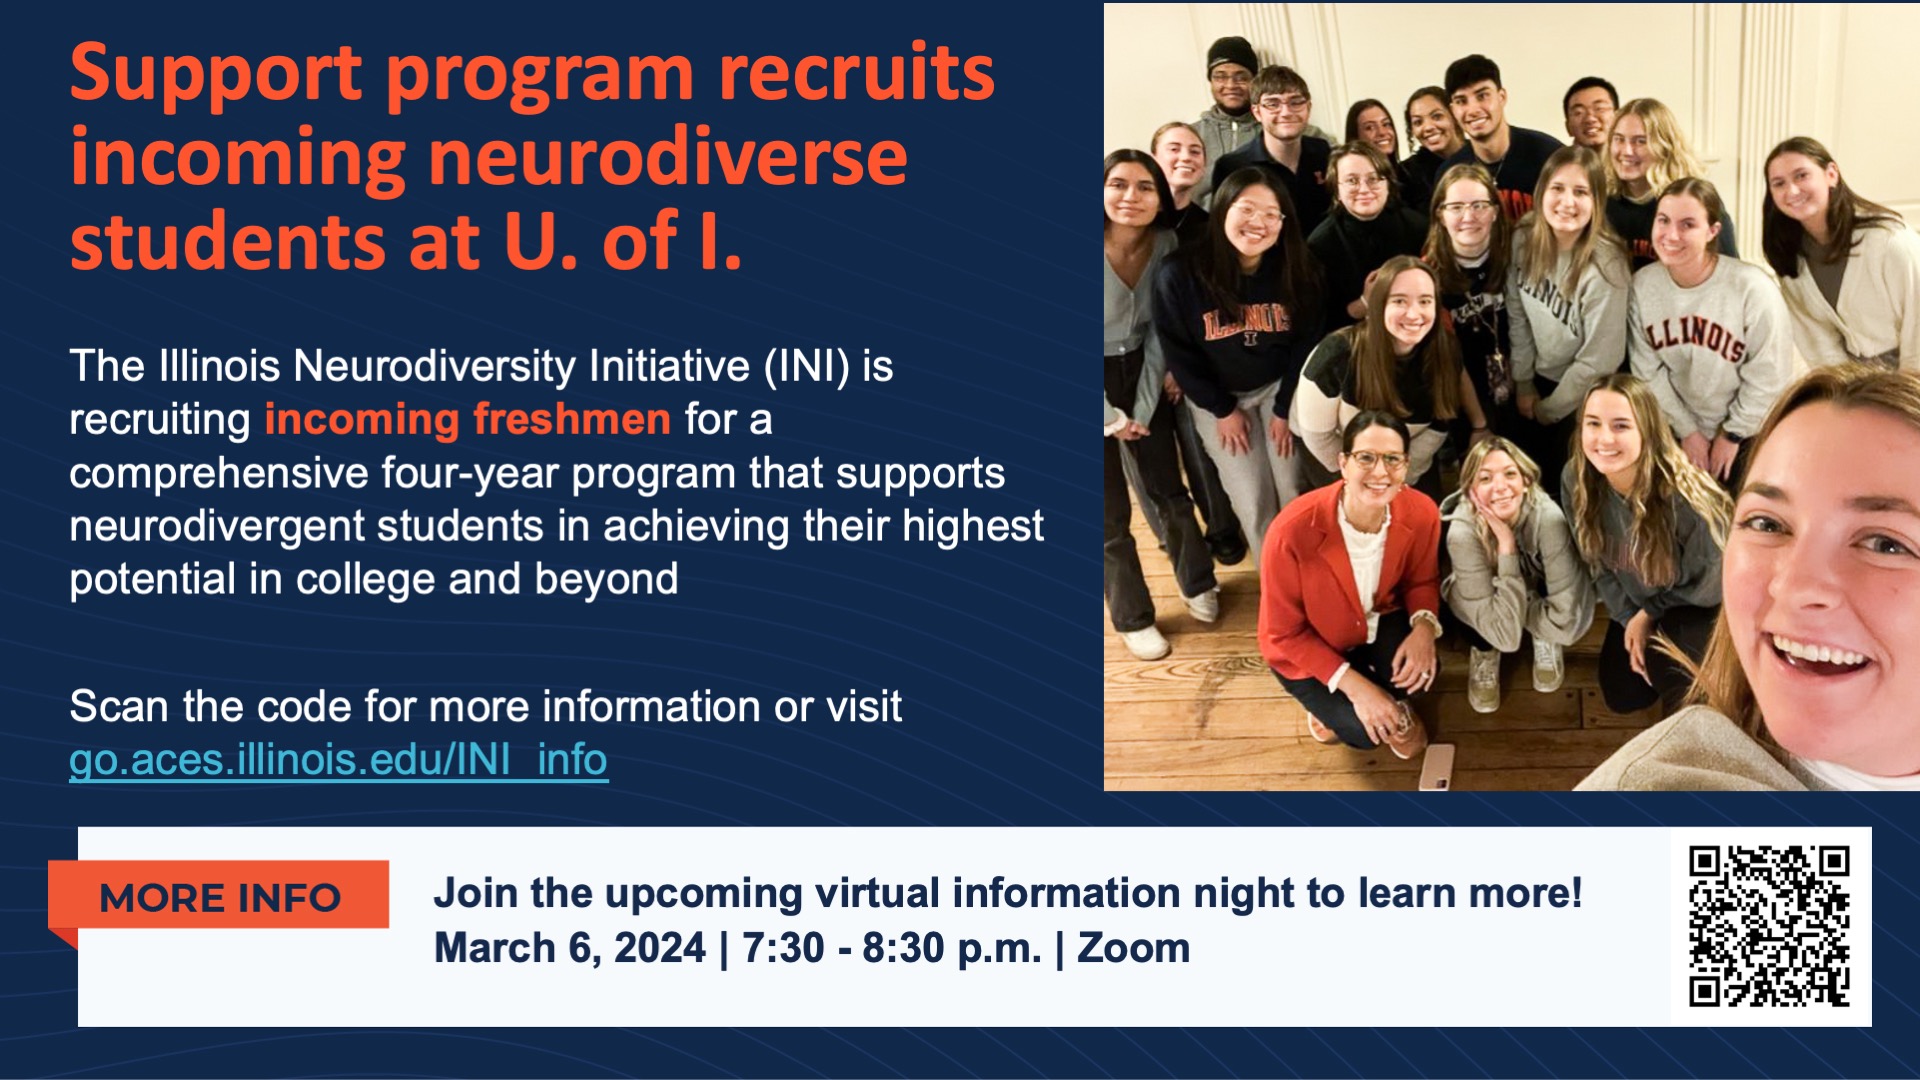 Support program recruits
incoming neurodiverse
students at U. of I.
The Illinois Neurodiversity Initiative (INI) is
recruiting incoming freshmen for a
comprehensive four-year program that supports
neurodivergent students in achieving their highest
potential in college and beyond
Scan the code for more information or visit
go.aces.illinois.edu/INI_info
ILLINOIS
I
ILLINOIS
ILLINOIS
MORE INFO
Join the upcoming virtual information night to learn more!
March 6, 2024 | 7:30 - 8:30 p.m. | Zoom